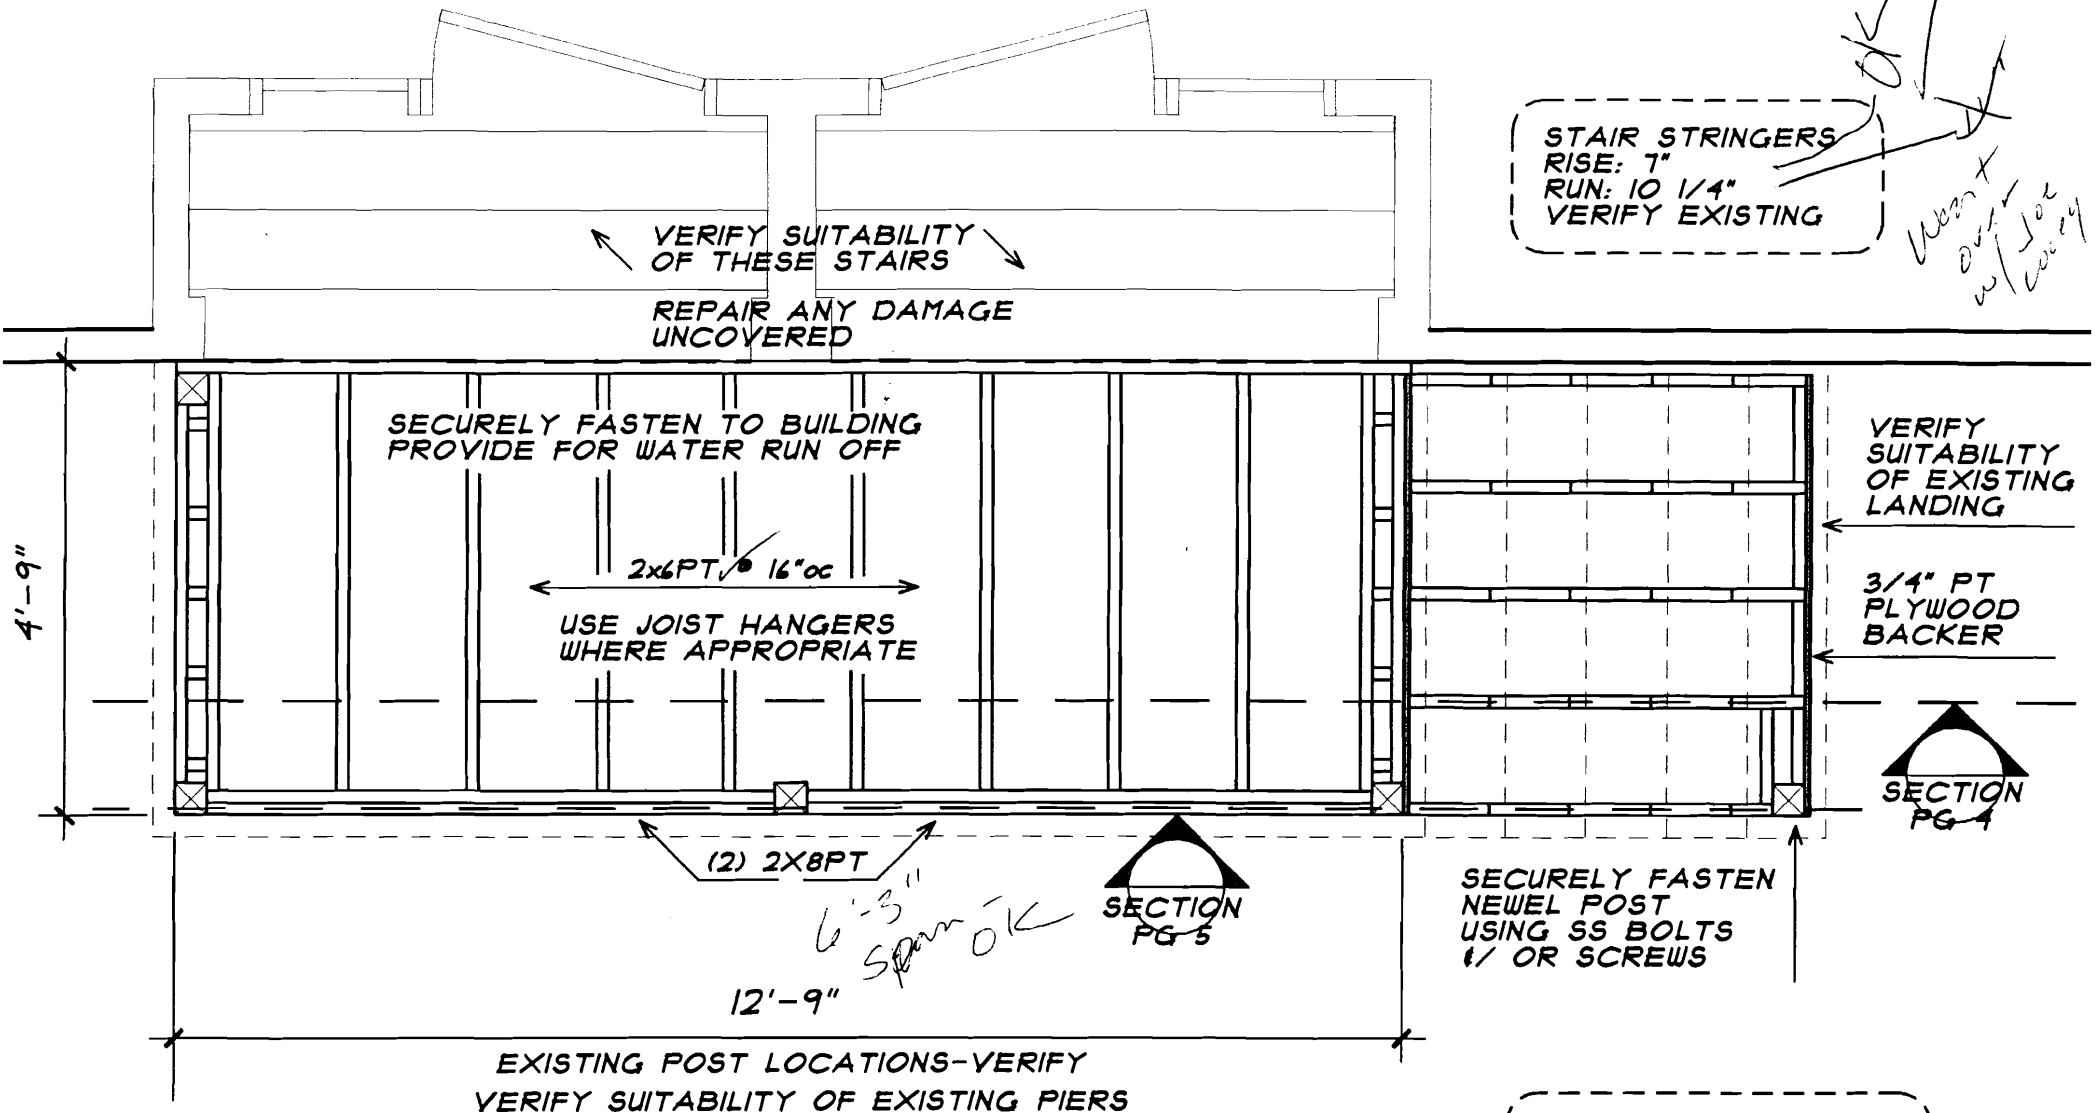 OK
STAIR STRINGERS
RISE: 7"
RUN: 10 1/4"
VERIFY EXISTING
Went
over
w/ Joe
VERIFY SUITABILITY
OF THESE STAIRS
REPAIR ANY DAMAGE
UNCOVERED
SECURELY FASTEN TO BUILDING
PROVIDE FOR WATER RUN OFF
VERIFY
SUITABILITY
OF EXISTING
LANDING
4'-9"
2x6PT @ 16"OC
USE JOIST HANGERS
WHERE APPROPRIATE
3/4" PT
PLYWOOD
BACKER
SECTION
PG 4
(2) 2X8PT
6'-3"
Span OK
SECTION
PG 5
SECURELY FASTEN
NEWEL POST
USING SS BOLTS
&/ OR SCREWS
12'-9"
EXISTING POST LOCATIONS-VERIFY
VERIFY SUITABILITY OF EXISTING PIERS